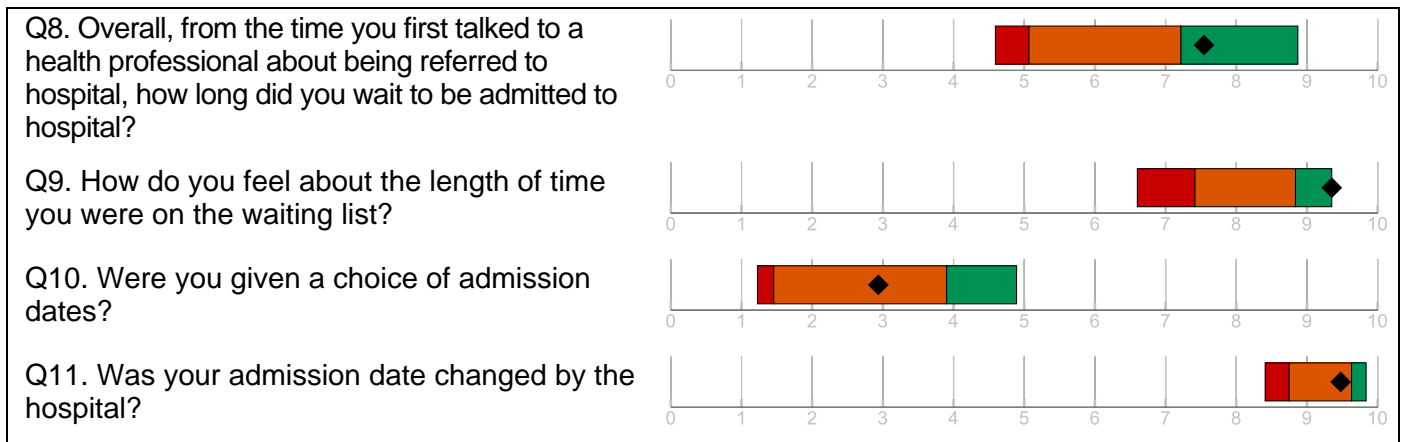 Q8. Overall, from the time you first talked to a
health professional about being referred to
hospital, how long did you wait to be admitted to
hospital?
0 1 2 3 4 5 6 7 8 9 10
Q9. How do you feel about the length of time
you were on the waiting list?
0 1 2 3 4 5 6 7 8 9 10
Q10. Were you given a choice of admission
dates?
0 1 2 3 4 5 6 7 8 9 10
Q11. Was your admission date changed by the
hospital?
0 1 2 3 4 5 6 7 8 9 10